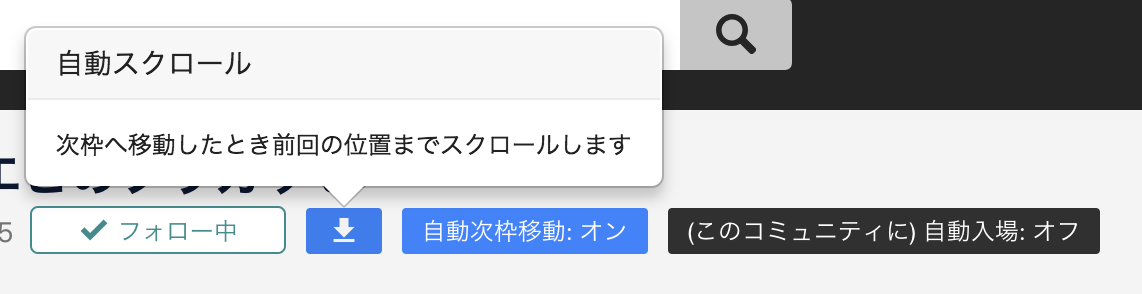 自動スクロール
次枠へ移動したとき前回の位置までスクロールします
5
フォロー中
自動次枠移動: オン
(このコミュニティに) 自動入場: オフ